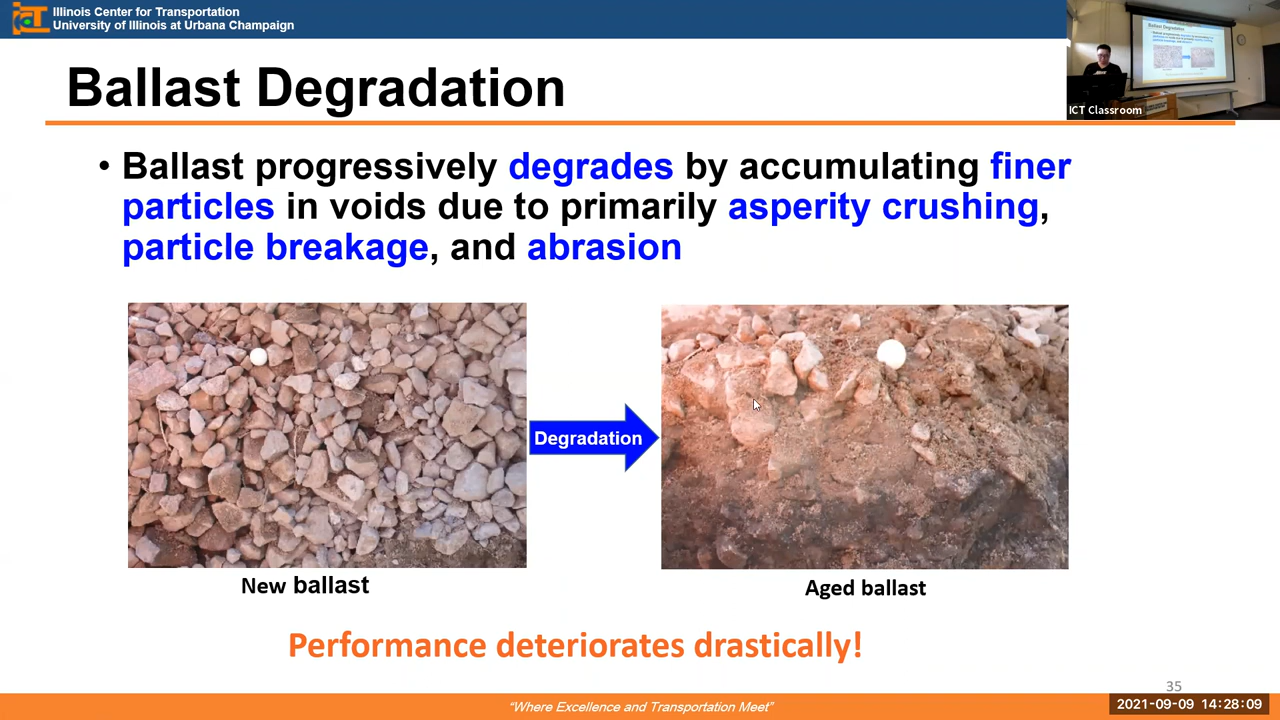 Illinois Center for Transportation
University of Illinois at Urbana Champaign
ICT Classroom
Ballast Degradation
• Ballast progressively degrades by accumulating finer
particles in voids due to primarily asperity crushing,
particle breakage, and abrasion
Degradation
New ballast
Aged ballast
Performance deteriorates drastically!
35
“Where Excellence and Transportation Meet”
2021-09-09 14:28:09